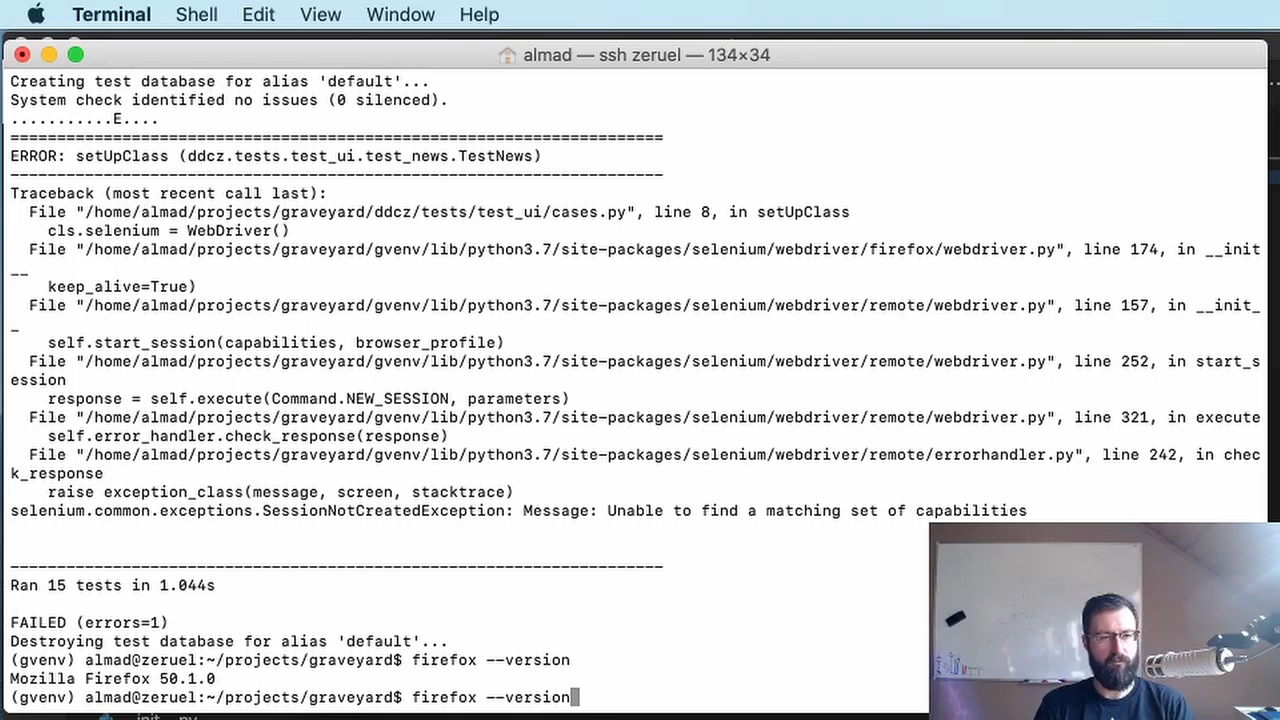 Terminal Shell Edit View Window Help
almad — ssh zeruel — 134×34
Creating test database for alias 'default'...
System check identified no issues (0 silenced).
...........E....
======================================================================
ERROR: setUpClass (ddcz.tests.test_ui.test_news.TestNews)
----------------------------------------------------------------------
Traceback (most recent call last):
  File "/home/almad/projects/graveyard/ddcz/tests/test_ui/cases.py", line 8, in setUpClass
    cls.selenium = WebDriver()
  File "/home/almad/projects/graveyard/gvenv/lib/python3.7/site-packages/selenium/webdriver/firefox/webdriver.py", line 174, in __init
__
    keep_alive=True)
  File "/home/almad/projects/graveyard/gvenv/lib/python3.7/site-packages/selenium/webdriver/remote/webdriver.py", line 157, in __init_
_
    self.start_session(capabilities, browser_profile)
  File "/home/almad/projects/graveyard/gvenv/lib/python3.7/site-packages/selenium/webdriver/remote/webdriver.py", line 252, in start_s
ession
    response = self.execute(Command.NEW_SESSION, parameters)
  File "/home/almad/projects/graveyard/gvenv/lib/python3.7/site-packages/selenium/webdriver/remote/webdriver.py", line 321, in execute
    self.error_handler.check_response(response)
  File "/home/almad/projects/graveyard/gvenv/lib/python3.7/site-packages/selenium/webdriver/remote/errorhandler.py", line 242, in chec
k_response
    raise exception_class(message, screen, stacktrace)
selenium.common.exceptions.SessionNotCreatedException: Message: Unable to find a matching set of capabilities
----------------------------------------------------------------------
Ran 15 tests in 1.044s
FAILED (errors=1)
Destroying test database for alias 'default'...
(gvenv) almad@zeruel:~/projects/graveyard$ firefox --version
Mozilla Firefox 50.1.0
(gvenv) almad@zeruel:~/projects/graveyard$ firefox --version